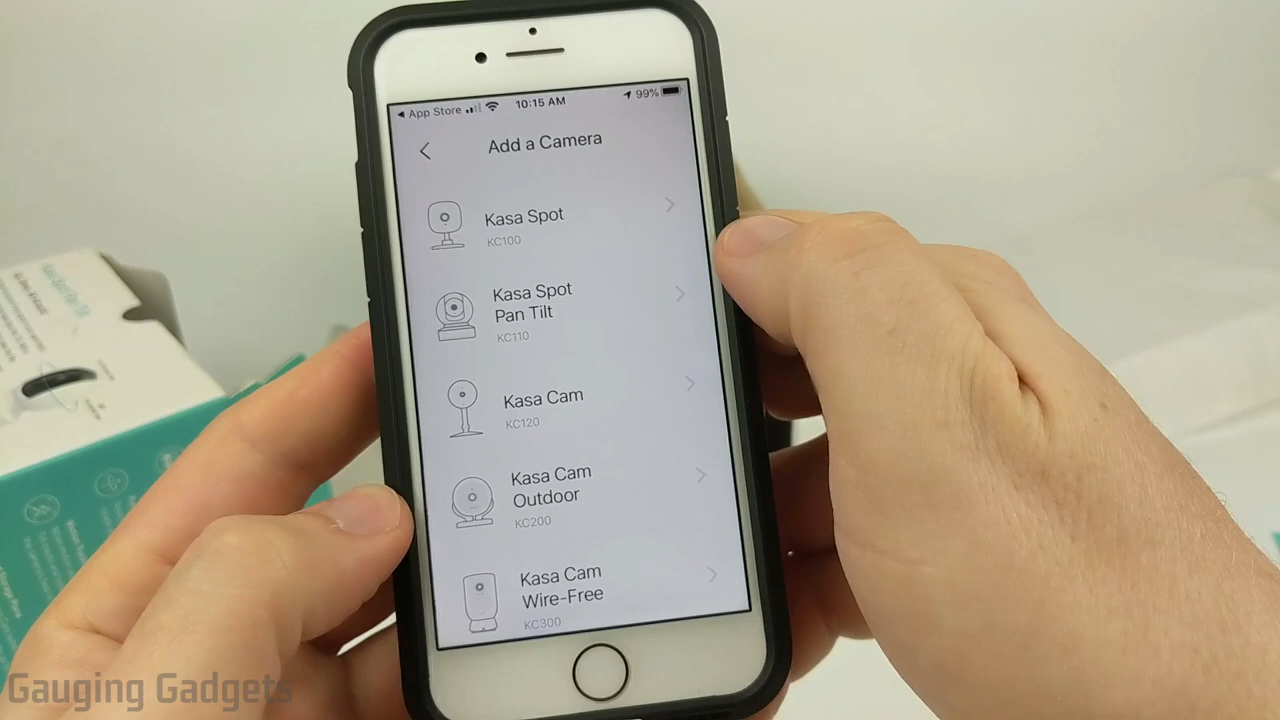 App Store
10:15 AM
99%
Add a Camera
Kasa Spot
KC100
Kasa Spot
Pan Tilt
KC110
Kasa Cam
KC120
Kasa Cam
Outdoor
KC200
Kasa Cam
Wire-Free
KC300
Gauging Gadgets